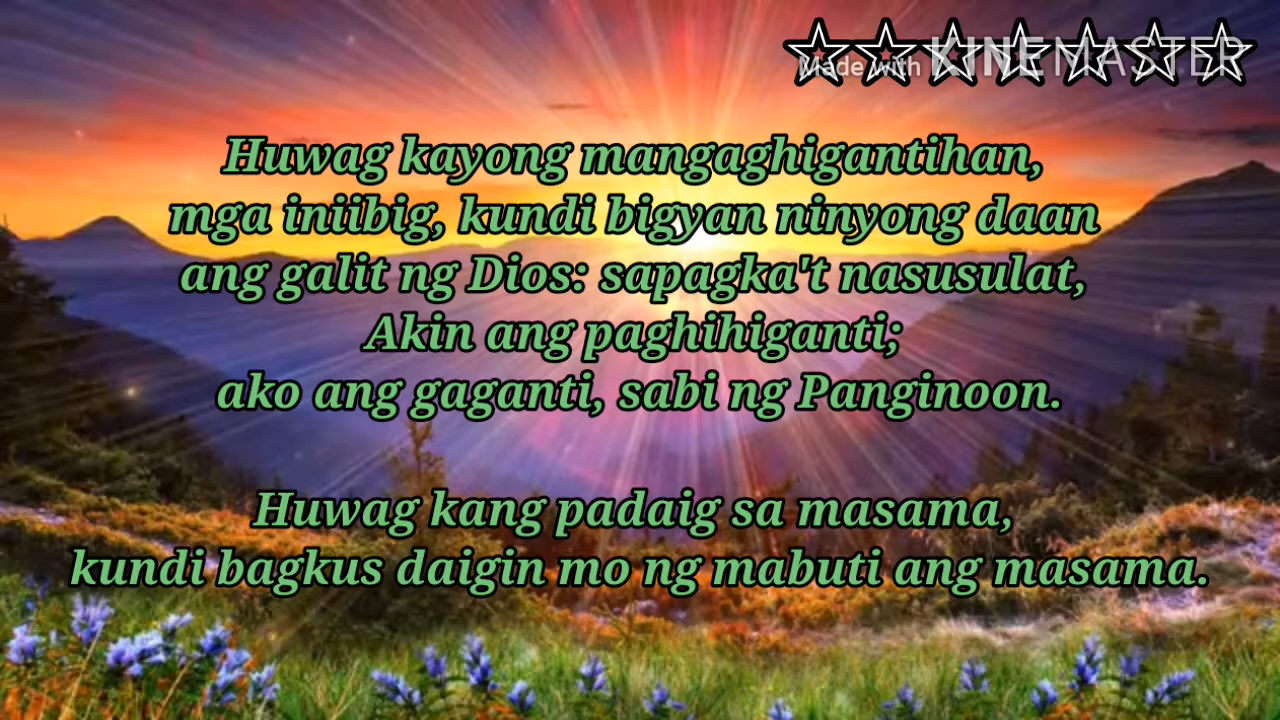 Made with KINEMASTER
Huwag kayong mangaghigantihan,
mga iniibig, kundi bigyan ninyong daan
ang galit ng Dios: sapagka't nasusulat,
Akin ang paghihiganti;
ako ang gaganti, sabi ng Panginoon.
Huwag kang padaig sa masama,
kundi bagkus daigin mo ng mabuti ang masama.